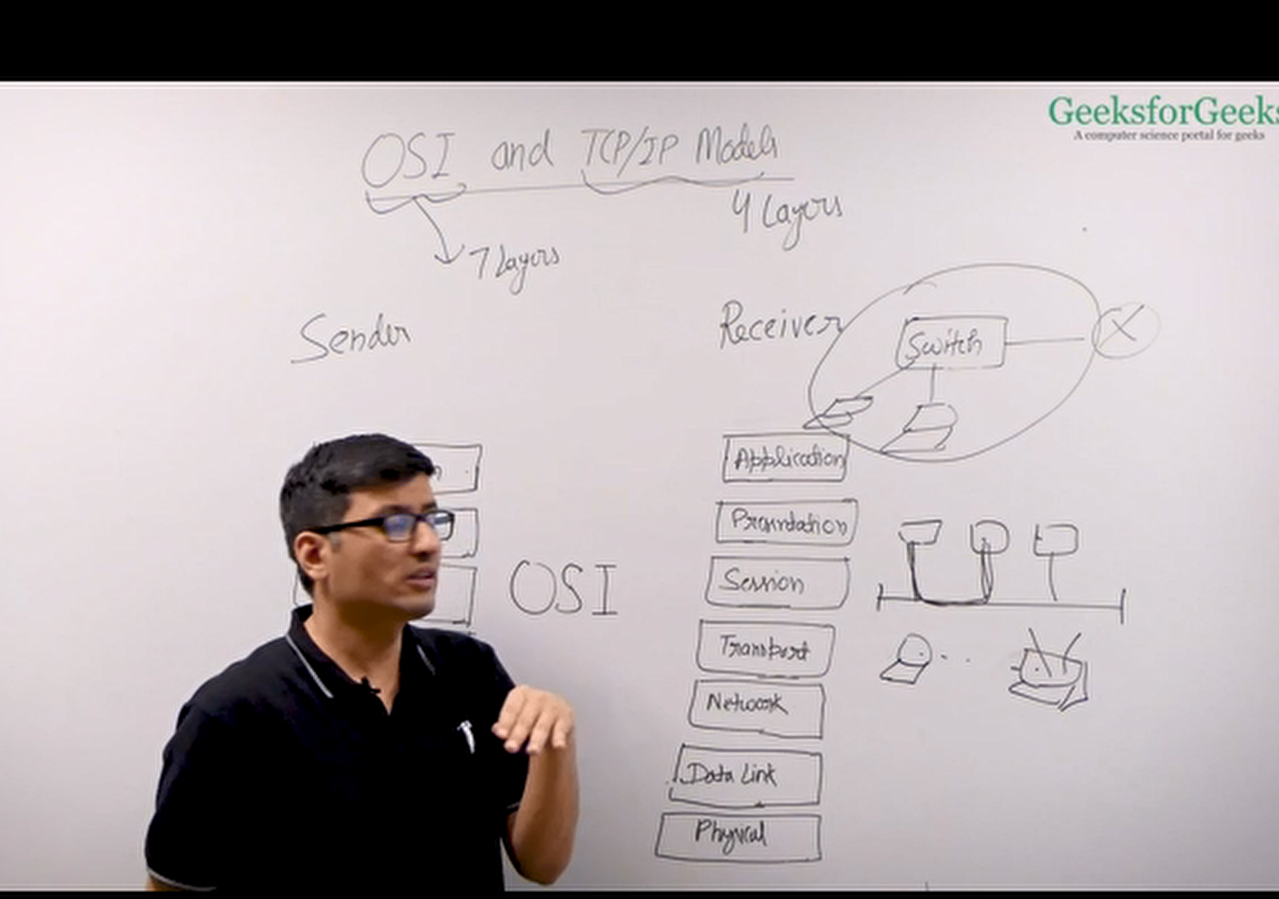 GeeksforGeeks
A computer science portal for geeks
OSI and TCP/IP Models
4 Layers
7 Layers
Sender
Receiver
Switch
X
Application
Presentation
Session
OSI
Transport
Network
Data Link
Physical